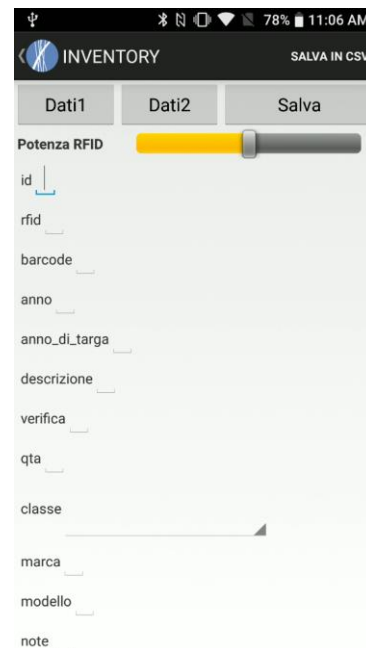 78% 11:06 AM
INVENTORY SALVA IN CSV
Dati1 Dati2 Salva
Potenza RFID
id
rfid
barcode
anno
anno_di_targa
descrizione
verifica
qta
classe
marca
modello
note